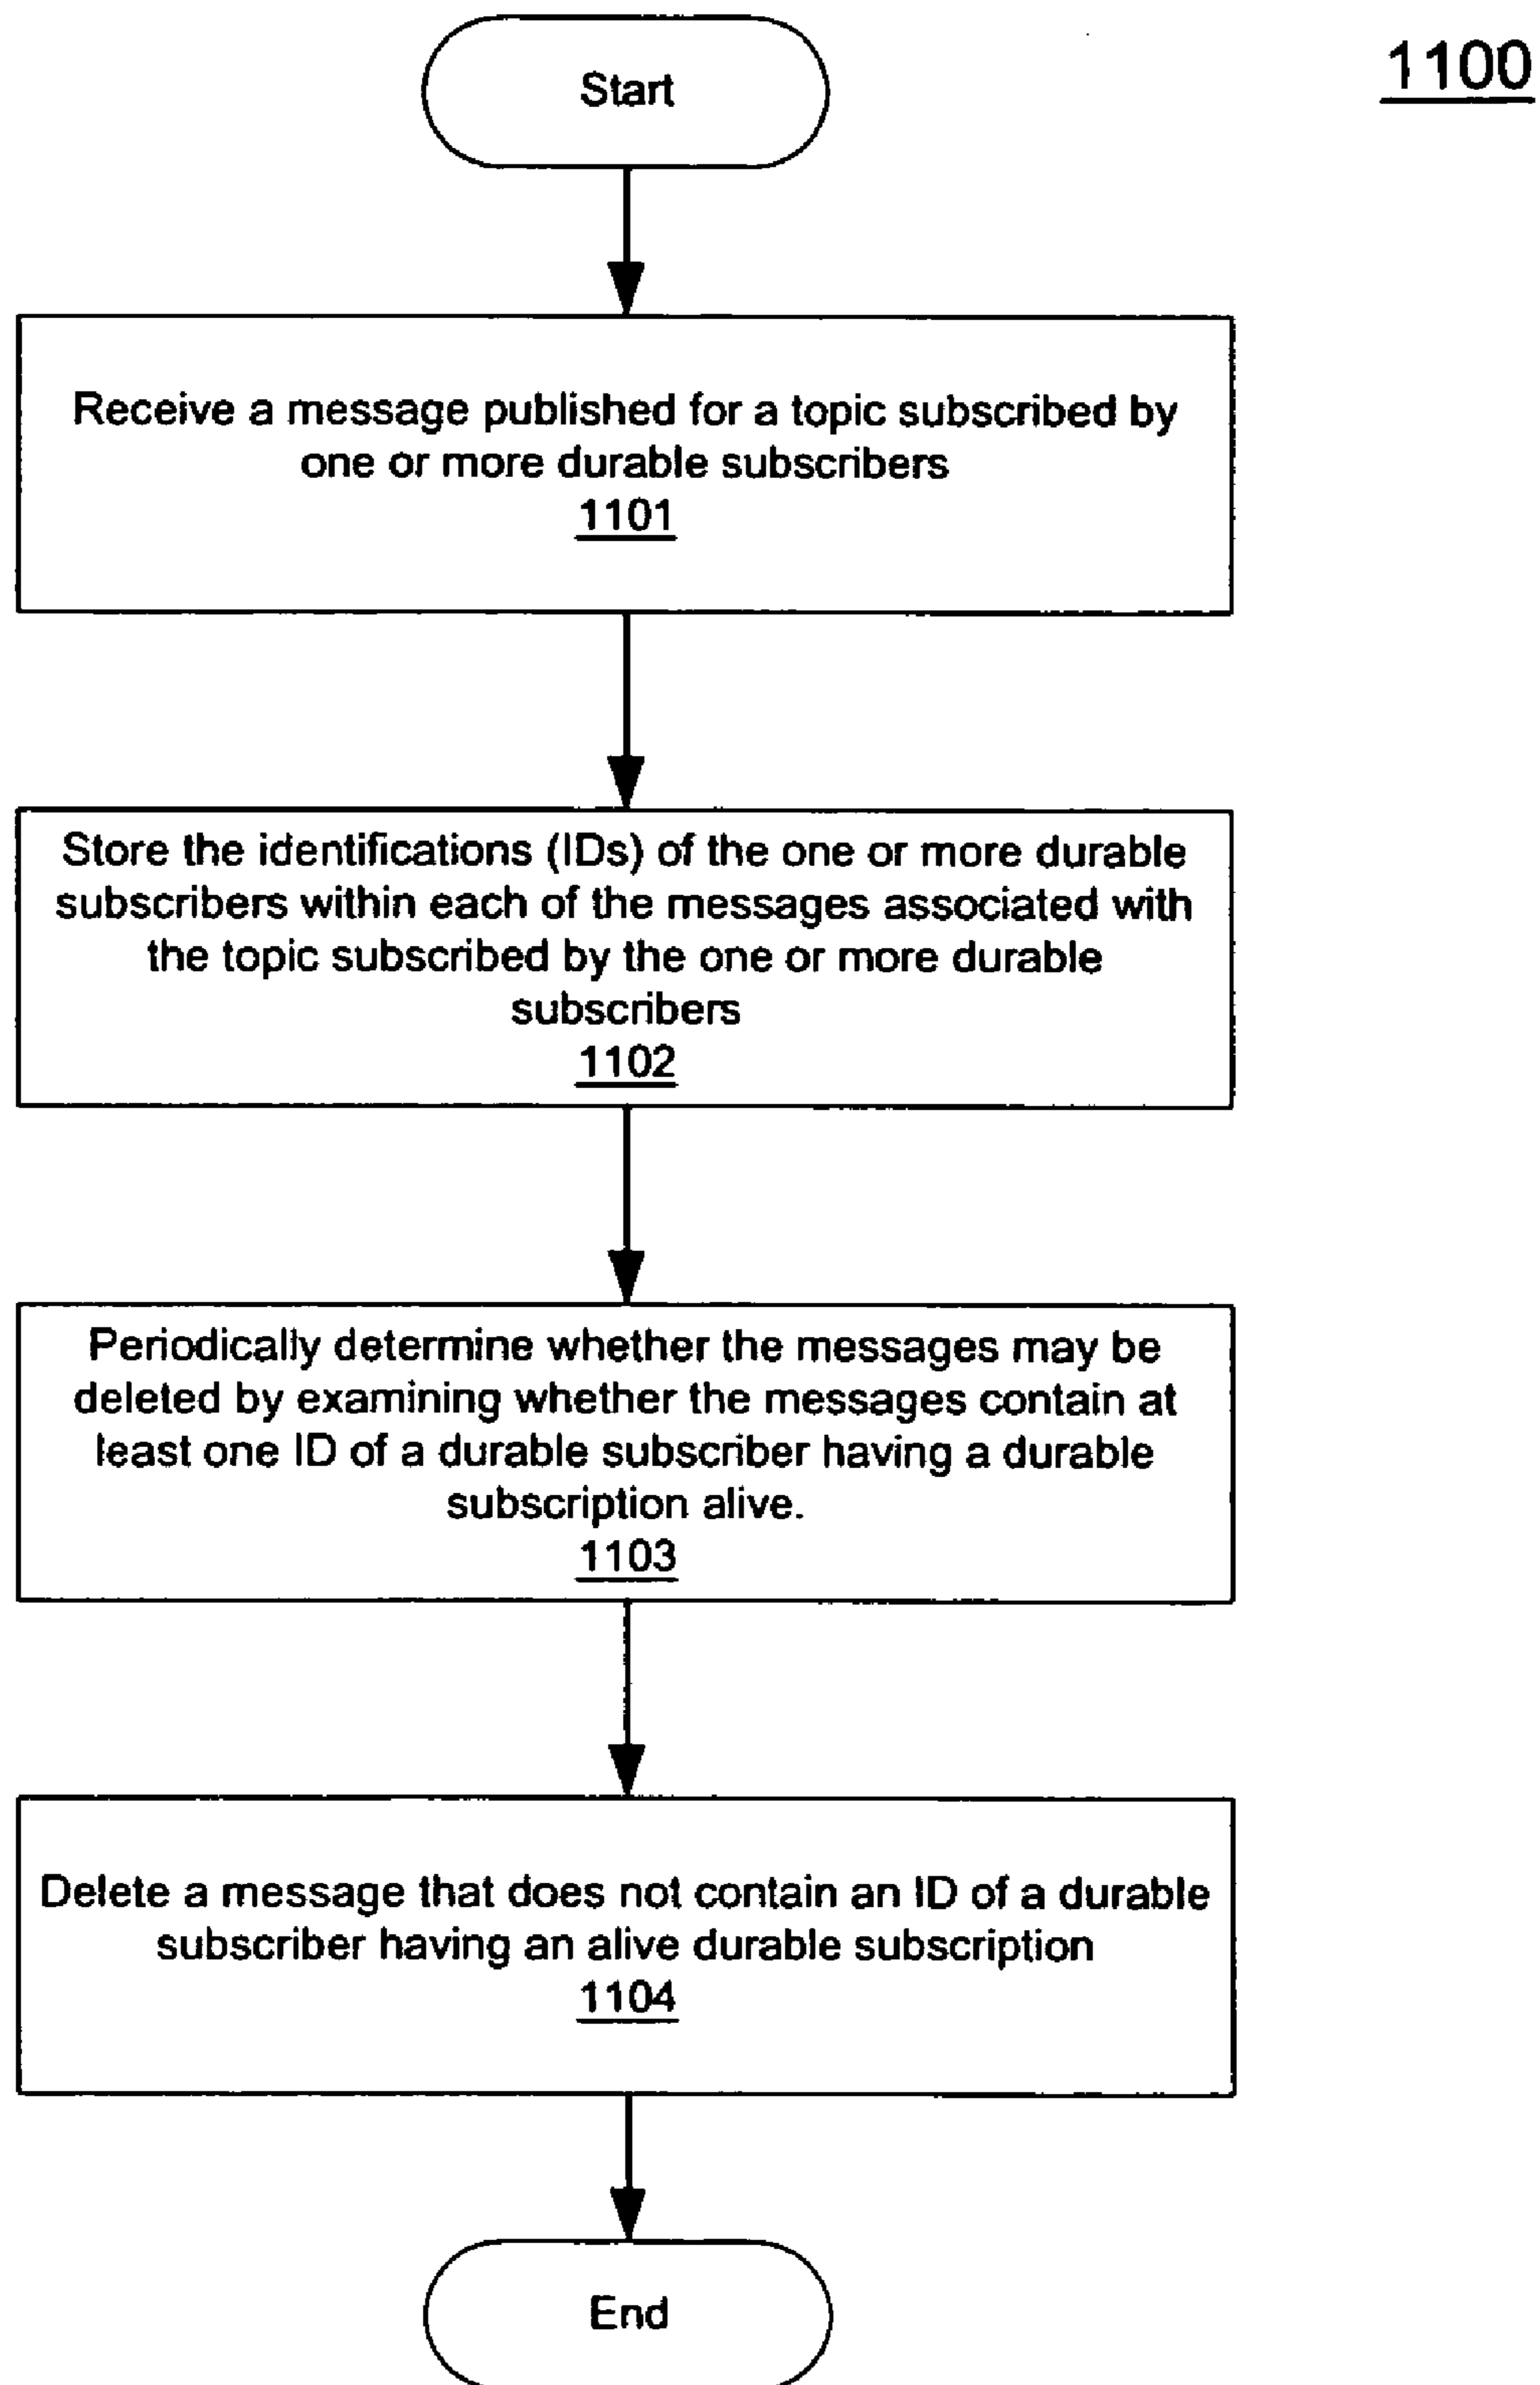 1100
Start
Receive a message published for a topic subscribed by
one or more durable subscribers
1101
Store the identifications (IDs) of the one or more durable
subscribers within each of the messages associated with
the topic subscribed by the one or more durable
subscribers
1102
Periodically determine whether the messages may be
deleted by examining whether the messages contain at
least one ID of a durable subscriber having a durable
subscription alive.
1103
Delete a message that does not contain an ID of a durable
subscriber having an alive durable subscription
1104
End